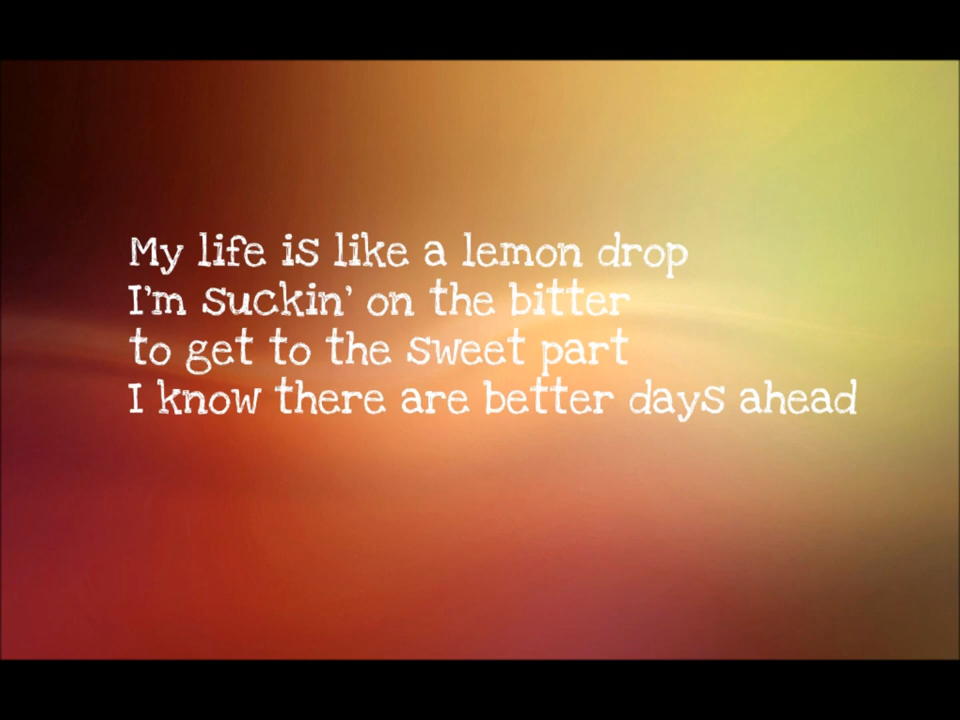 My life is like a lemon drop
I'm suckin' on the bitter
to get to the sweet part
I know there are better days ahead